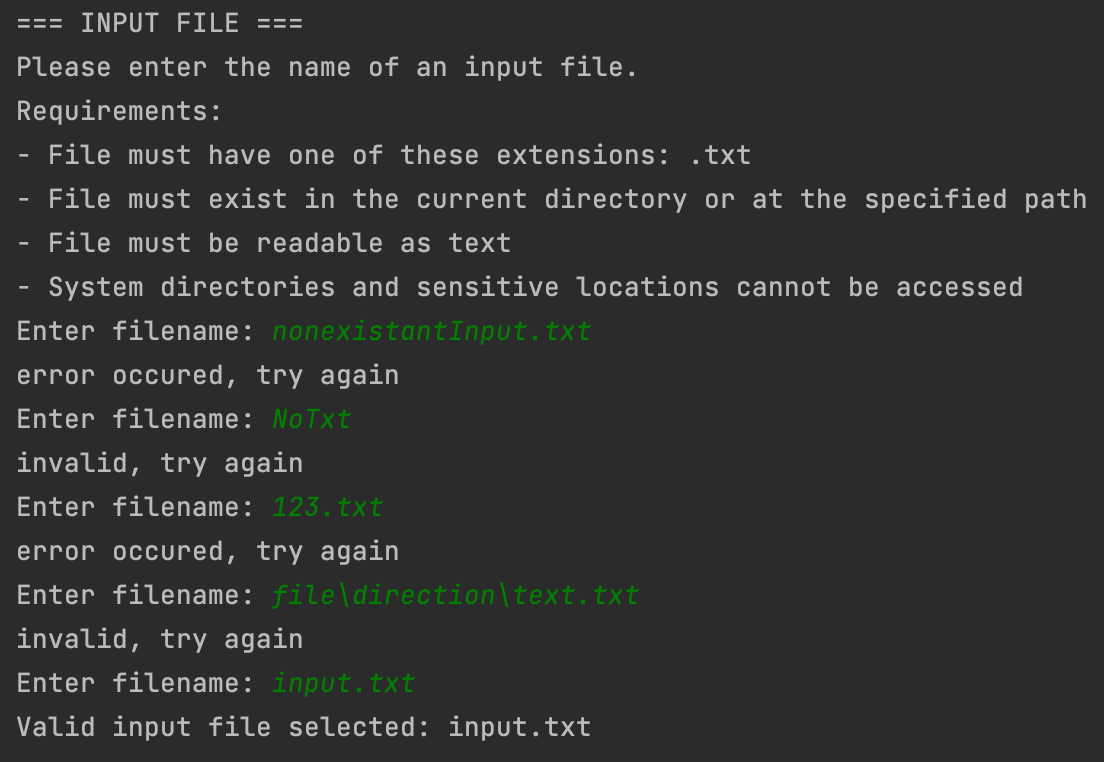 === INPUT FILE ===
Please enter the name of an input file.
Requirements:
- File must have one of these extensions: .txt
- File must exist in the current directory or at the specified path
- File must be readable as text
- System directories and sensitive locations cannot be accessed
Enter filename: nonexistantInput.txt
error occured, try again
Enter filename: NoTxt
invalid, try again
Enter filename: 123.txt
error occured, try again
Enter filename: file\direction\text.txt
invalid, try again
Enter filename: input.txt
Valid input file selected: input.txt